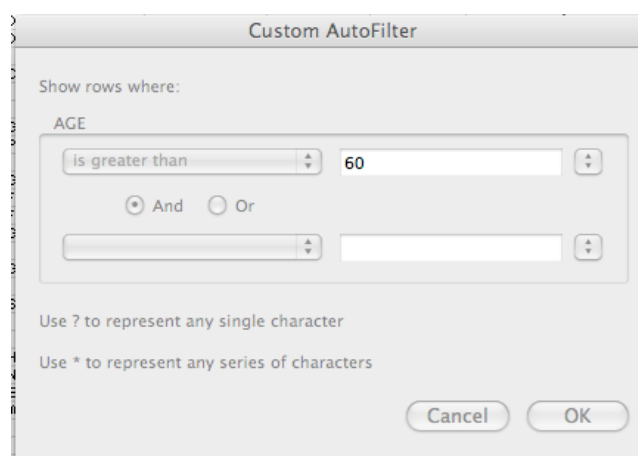 Custom AutoFilter
Show rows where:
AGE
is greater than
60
And Or
Use ? to represent any single character
Use * to represent any series of characters
Cancel OK